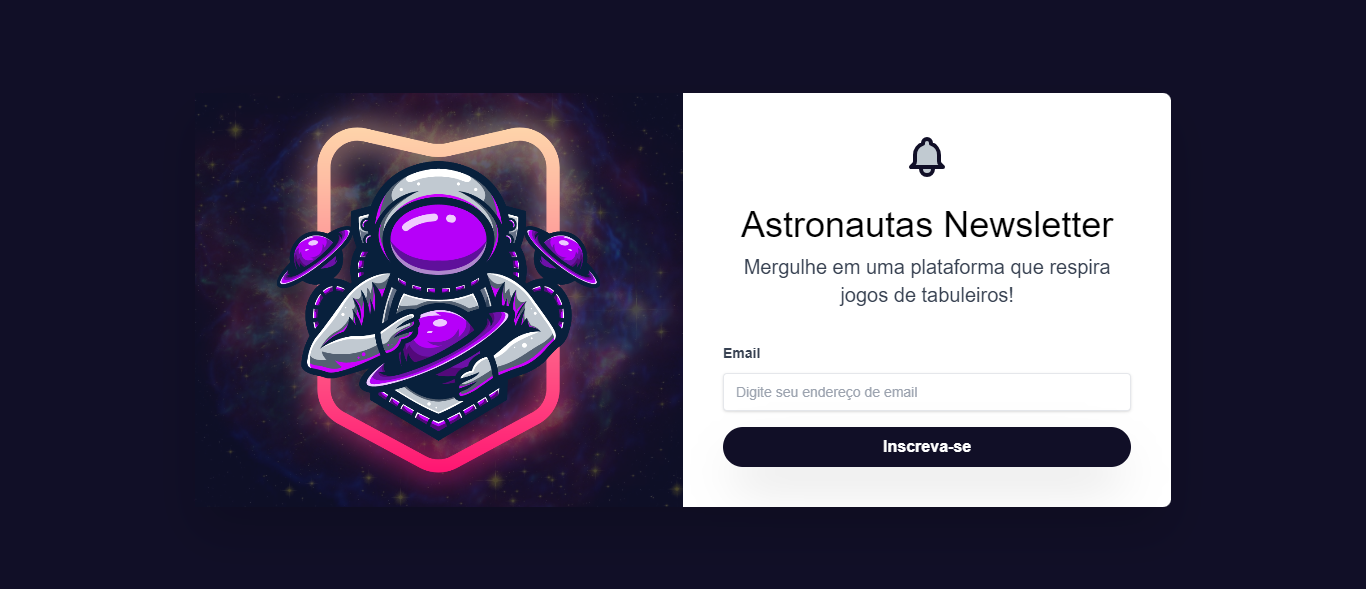 Astronautas Newsletter
Mergulhe em uma plataforma que respira
jogos de tabuleiros!
Email
Digite seu endereço de email
Inscreva-se